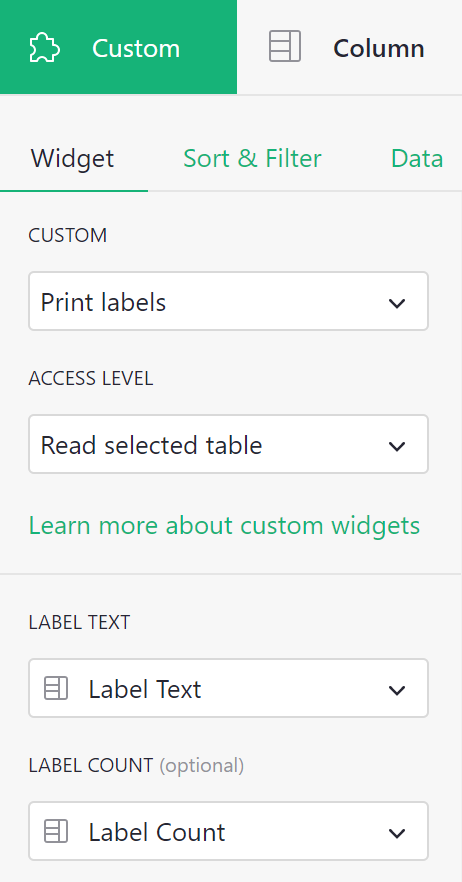 Custom Column
Widget Sort & Filter Data
CUSTOM
Print labels
ACCESS LEVEL
Read selected table
Learn more about custom widgets
LABEL TEXT
Label Text
LABEL COUNT (optional)
Label Count